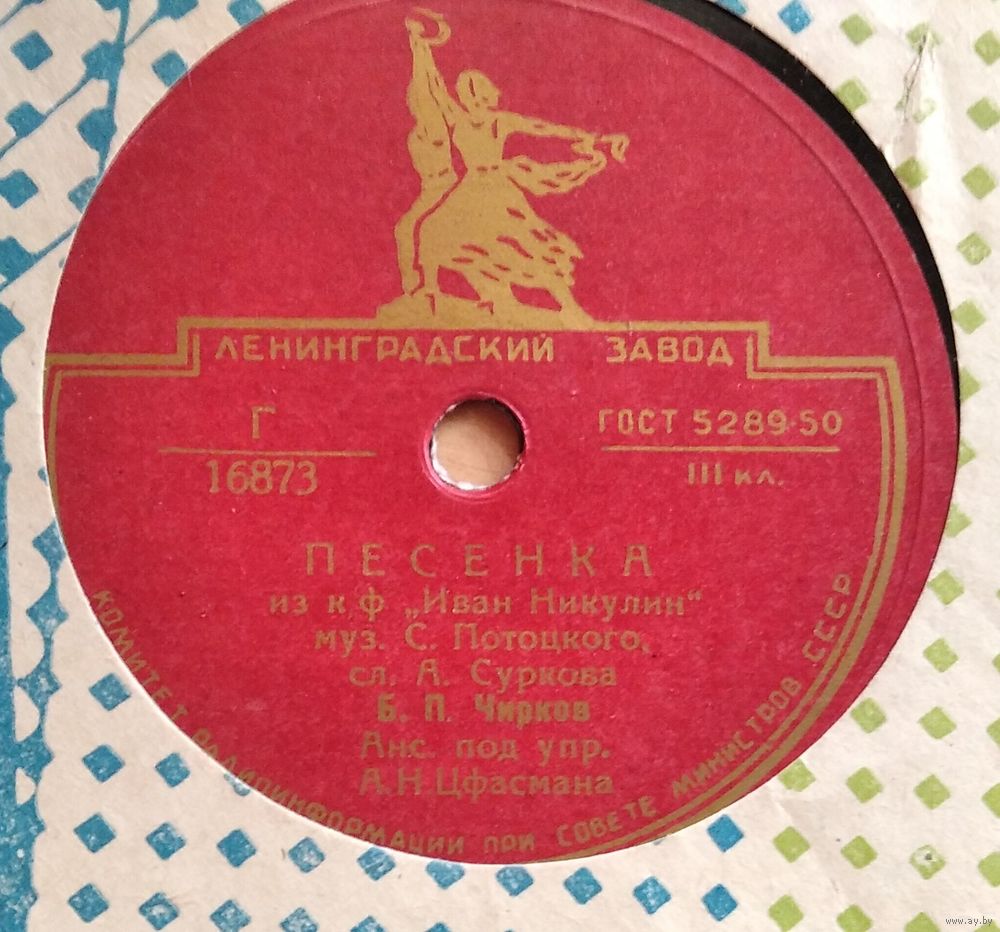 ЛЕНИНГРАДСКИЙ ЗАВОД
Г
16873
ГОСТ 5289-50
III кл.
ПЕСЕНКА
из к/ф „Иван Никулин“
муз. С. Потоцкого,
сл. А. Суркова
Б. П. Чирков
Анс. под упр.
А.Н.Цфасмана
КОМИТЕТ РАДИОИНФОРМАЦИИ ПРИ СОВЕТЕ МИНИСТРОВ СССР
www.ay.by